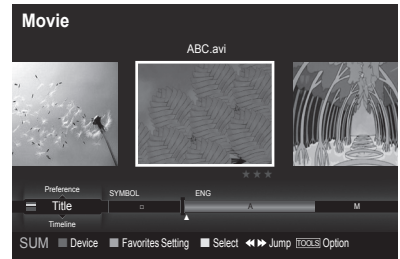 Movie
ABC.avi
Preference
SYMBOL ENG
Title A M
Timeline
SUM Device Favorites Setting Select Jump TOOLS Option